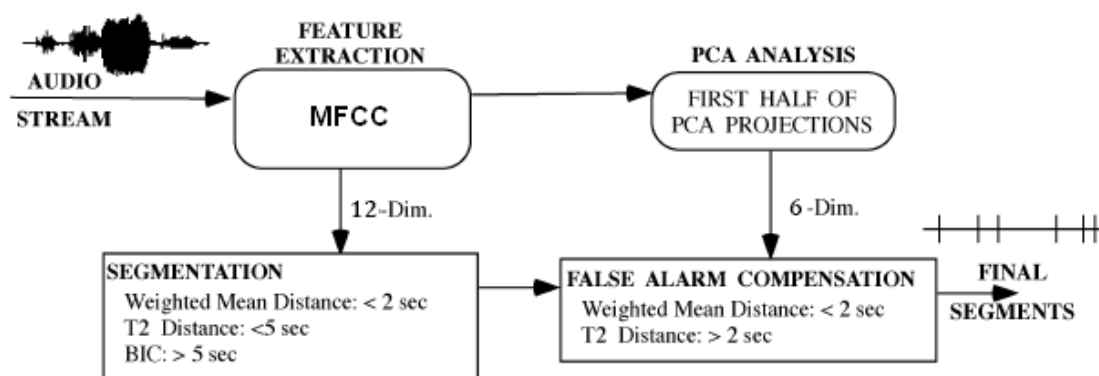 FEATURE
EXTRACTION
PCA ANALYSIS
AUDIO
STREAM
MFCC
FIRST HALF OF
PCA PROJECTIONS
12-Dim.
6-Dim.
SEGMENTATION
Weighted Mean Distance: < 2 sec
T2 Distance: <5 sec
BIC: > 5 sec
FALSE ALARM COMPENSATION
Weighted Mean Distance: < 2 sec
T2 Distance: > 2 sec
FINAL
SEGMENTS